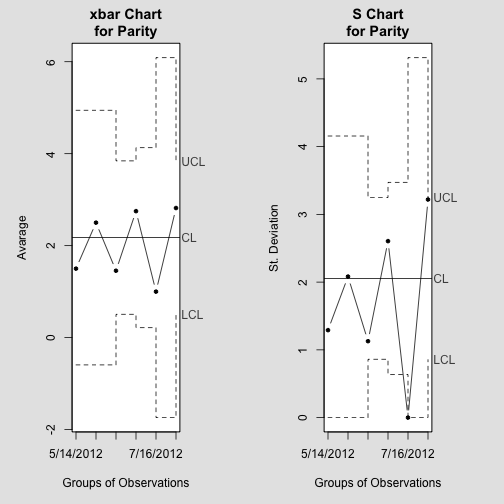 xbar Chart
for Parity
Avarage
6
4
2
0
-2
UCL
CL
LCL
5/14/2012
7/16/2012
Groups of Observations
S Chart
for Parity
St. Deviation
5
4
3
2
1
0
UCL
CL
LCL
5/14/2012
7/16/2012
Groups of Observations